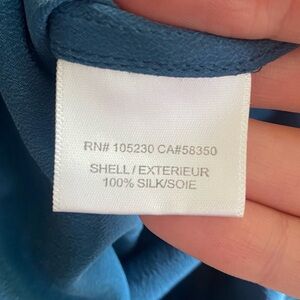 RN# 105230 CA#58350
SHELL / EXTERIEUR
100% SILK/SOIE